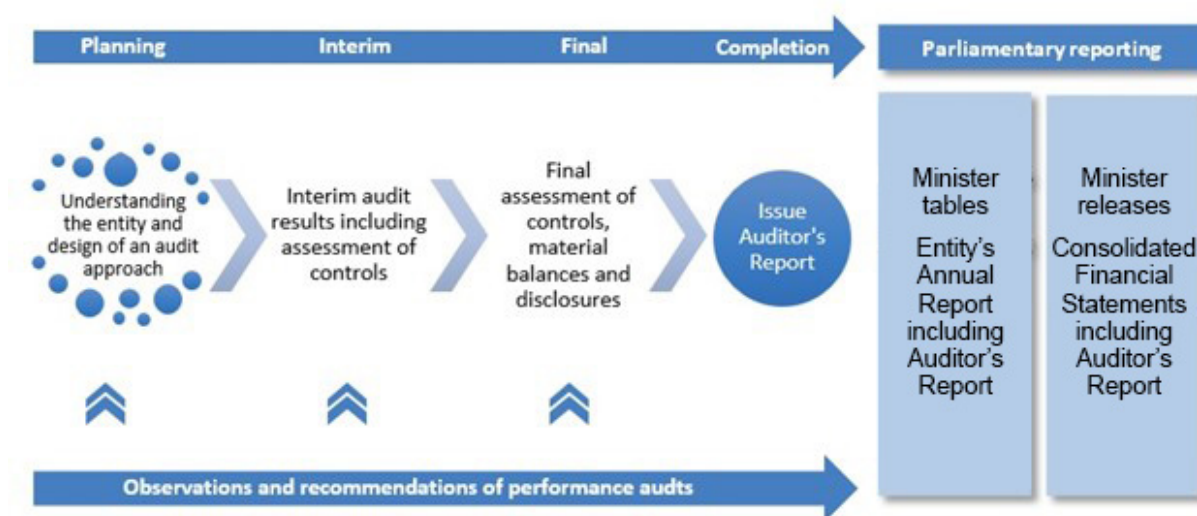 Planning
Interim
Final
Completion
Parliamentary reporting
Understanding
the entity and
design of an audit
approach
Interim audit
results including
assessment of
controls
Final
assessment of
controls,
material
balances and
disclosures
Issue
Auditor's
Report
Minister
tables
Entity's
Annual
Report
including
Auditor's
Report
Minister
releases
Consolidated
Financial
Statements
including
Auditor's
Report
Observations and recommendations of performance audts